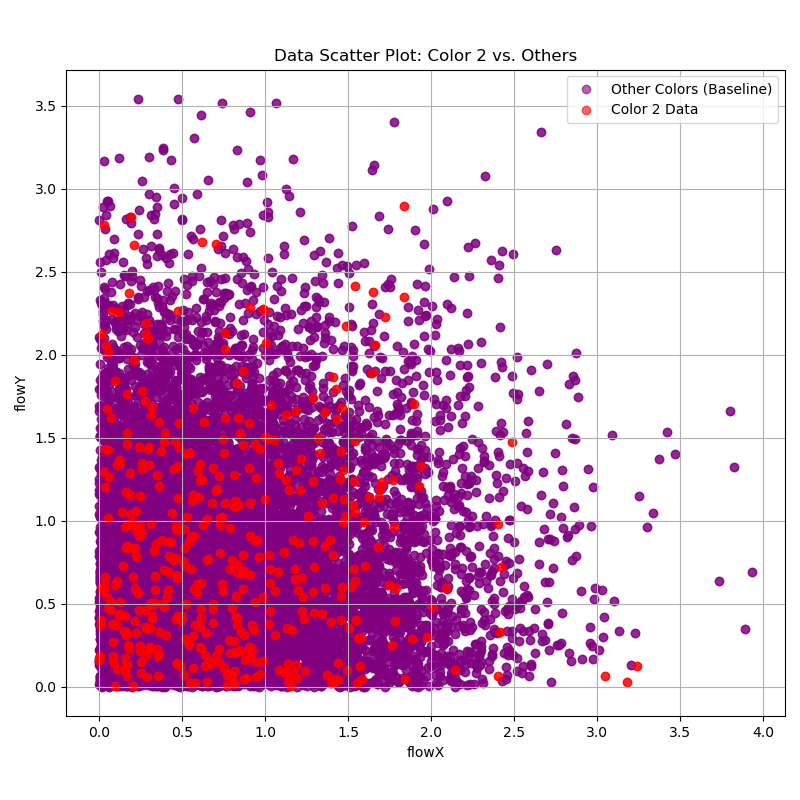 Data Scatter Plot: Color 2 vs. Others
Other Colors (Baseline)
Color 2 Data
3.5
3.0
2.5
2.0
1.5
1.0
0.5
0.0
flowY
0.0 0.5 1.0 1.5 2.0 2.5 3.0 3.5 4.0
flowX